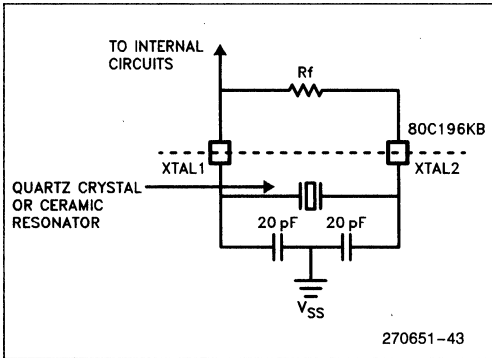 TO INTERNAL
CIRCUITS
Rf
80C196KB
XTAL1
XTAL2
QUARTZ CRYSTAL
OR CERAMIC
RESONATOR
20 pF
20 pF
VSS
270651-43